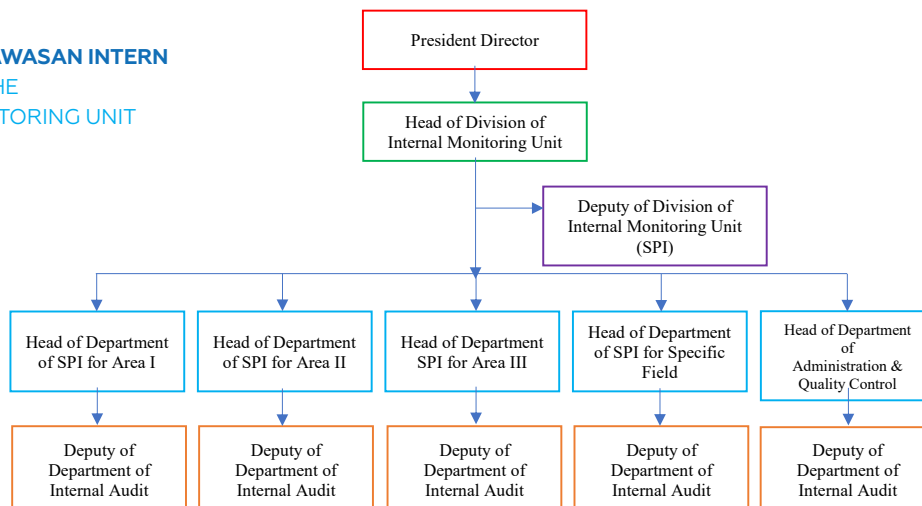 President Director
AWASAN INTERN
HE
TORING UNIT
Head of Division of
Internal Monitoring Unit
Deputy of Division of
Internal Monitoring Unit
(SPI)
Head of Department
of SPI for Area I
Head of Department
of SPI for Area II
Head of Department
SPI for Area III
Head of Department
of SPI for Specific
Field
Head of Department
of
Administration &
Quality Control
Deputy of
Department of
Internal Audit
Deputy of
Department of
Internal Audit
Deputy of
Department of
Internal Audit
Deputy of
Department of
Internal Audit
Deputy of
Department of
Internal Audit